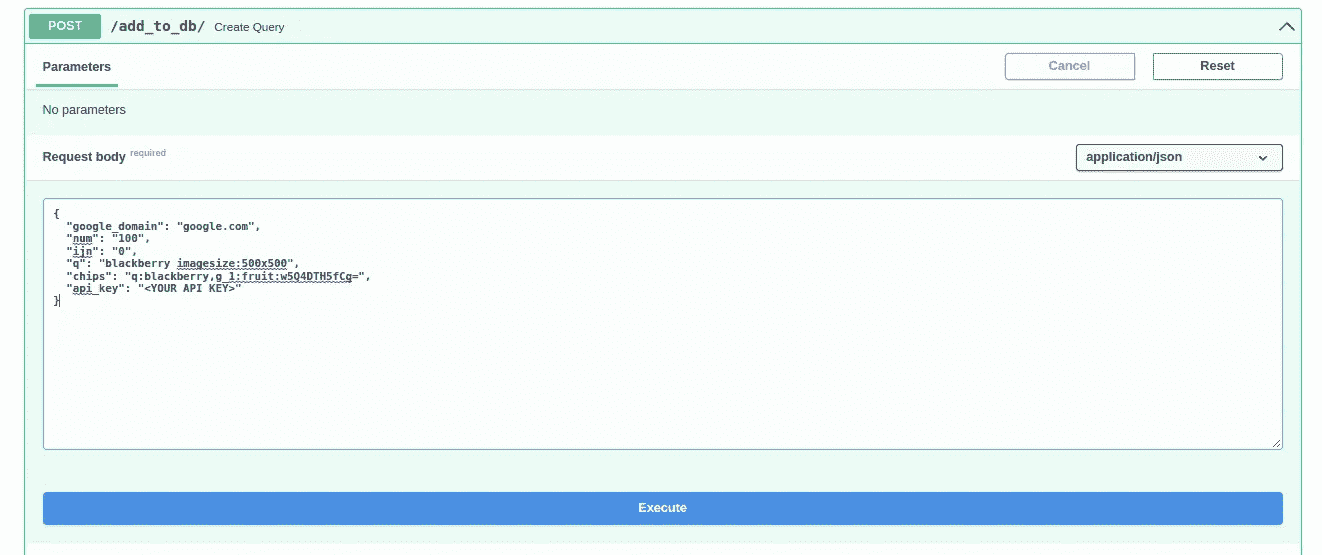 POST /add_to_db/ Create Query
Parameters
Cancel
Reset
No parameters
Request body required
application/json
{
"google_domain": "google.com",
"num": "100",
"ijn": "0",
"q": "blackberry imagesize:500x500",
"chips": "q:blackberry,g_1:fruit:w5Q4DTH5fCg=",
"api_key": "<YOUR API KEY>"
}
Execute